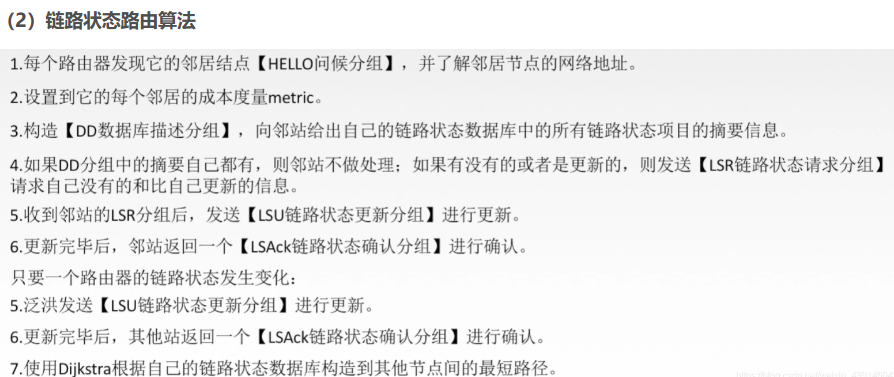 （2）链路状态路由算法
1.每个路由器发现它的邻居结点【HELLO问候分组】，并了解邻居节点的网络地址。
2.设置到它的每个邻居的成本度量metric。
3.构造【DD数据库描述分组】，向邻站给出自己的链路状态数据库中的所有链路状态项目的摘要信息。
4.如果DD分组中的摘要自己都有，则邻站不做处理；如果有没有的或者是更新的，则发送【LSR链路状态请求分组】
请求自己没有的和比自己更新的信息。
5.收到邻站的LSR分组后，发送【LSU链路状态更新分组】进行更新。
6.更新完毕后，邻站返回一个【LSAck链路状态确认分组】进行确认。
只要一个路由器的链路状态发生变化：
5.泛洪发送【LSU链路状态更新分组】进行更新。
6.更新完毕后，其他站返回一个【LSAck链路状态确认分组】进行确认。
7.使用Dijkstra根据自己的链路状态数据库构造到其他节点间的最短路径。